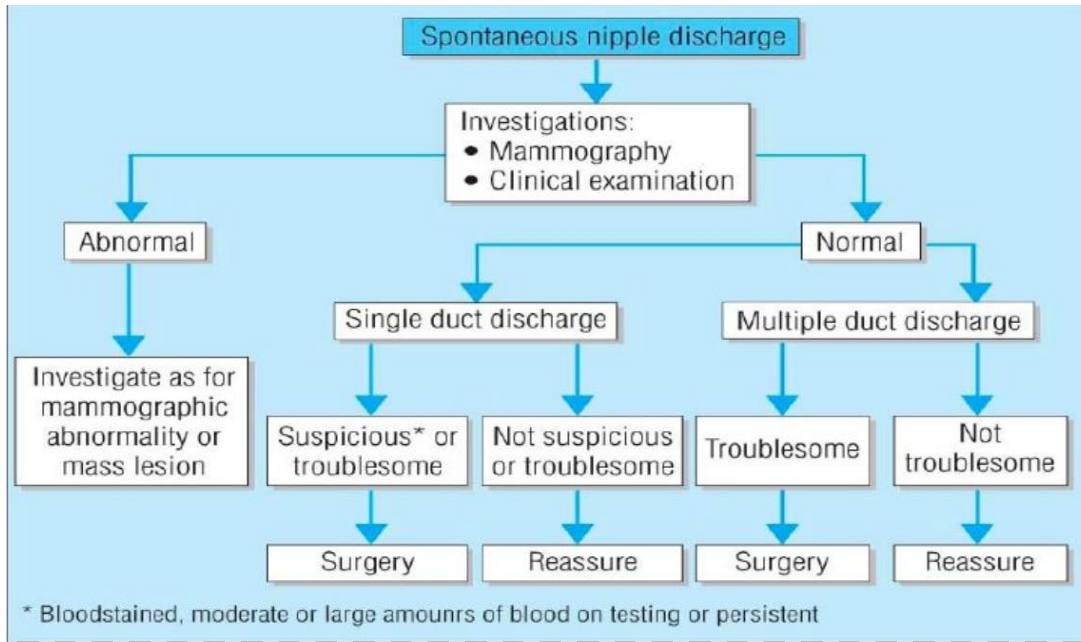 Spontaneous nipple discharge
Investigations:
• Mammography
• Clinical examination
Abnormal
Normal
Single duct discharge
Multiple duct discharge
Investigate as for
mammographic
abnormality or
mass lesion
Suspicious* or
troublesome
Not suspicious
or troublesome
Troublesome
Not
troublesome
Surgery
Reassure
Surgery
Reassure
* Bloodstained, moderate or large amounrs of blood on testing or persistent